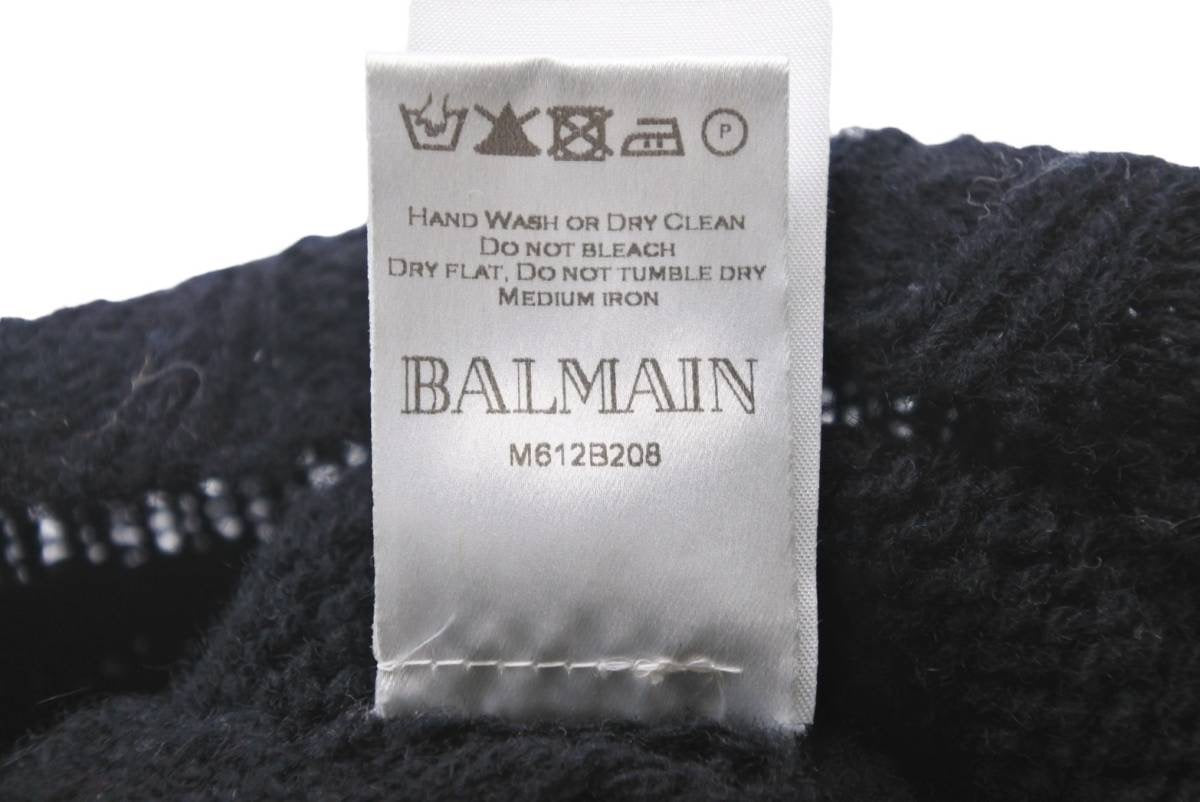 P
HAND WASH OR DRY CLEAN
DO NOT BLEACH
DRY FLAT, DO NOT TUMBLE DRY
MEDIUM IRON
BALMAIN
M612B208